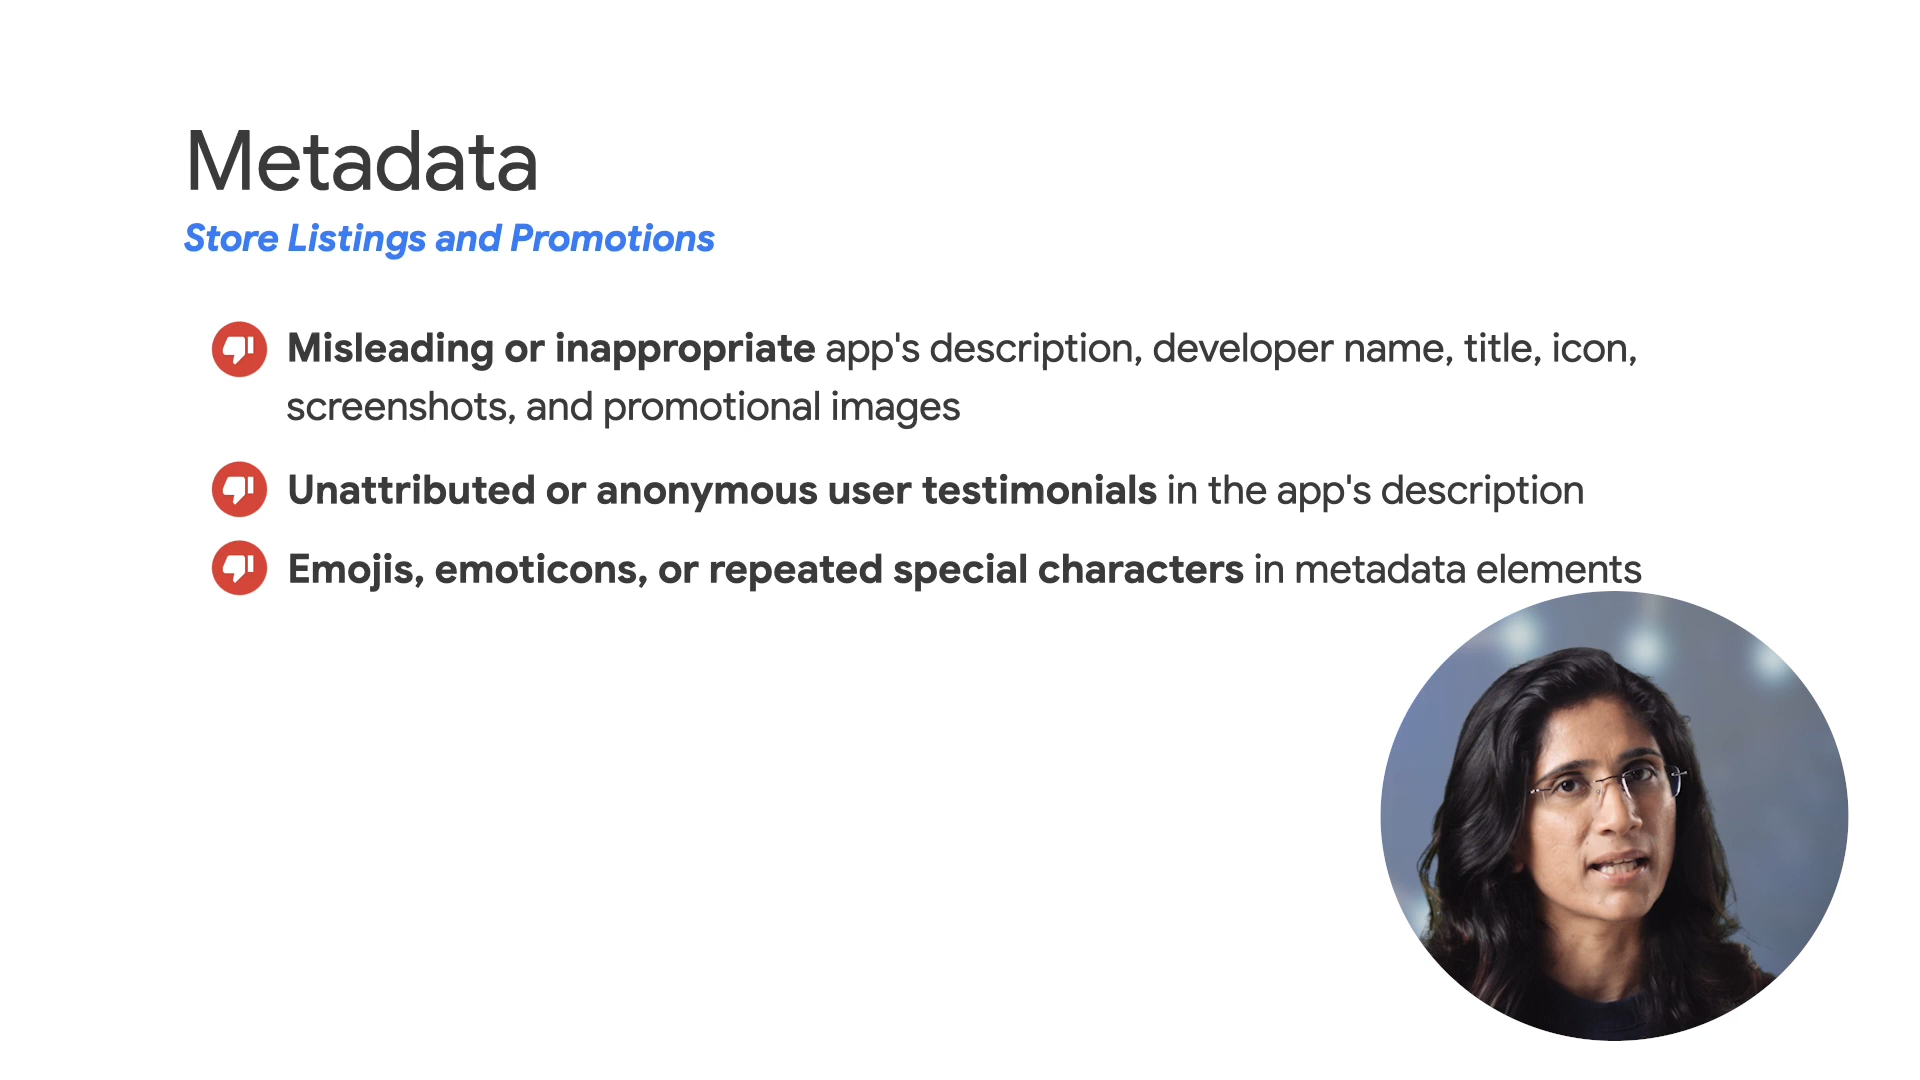 Metadata
Store Listings and Promotions
Misleading or inappropriate app's description, developer name, title, icon,
screenshots, and promotional images
Unattributed or anonymous user testimonials in the app's description
Emojis, emoticons, or repeated special characters in metadata elements